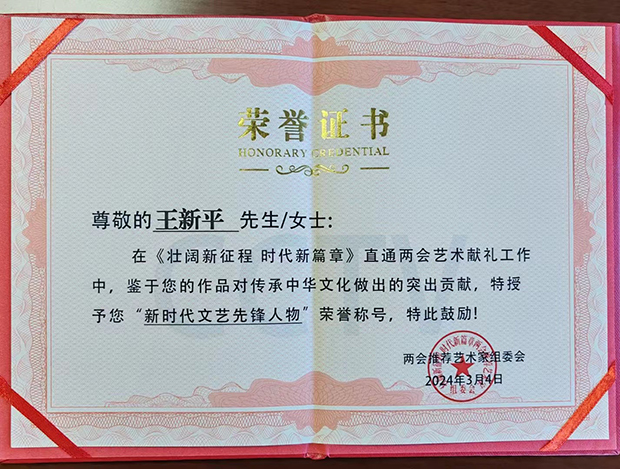 荣誉证书
HONORARY CREDENTIAL
尊敬的王新平 先生/女士:
在《壮阔新征程 时代新篇章》直通两会艺术献礼工作
中，鉴于您的作品对传承中华文化做出的突出贡献，特授
予您“新时代文艺先锋人物”荣誉称号，特此鼓励!
两会推荐艺术家组委会
2024年3月4日
组委会